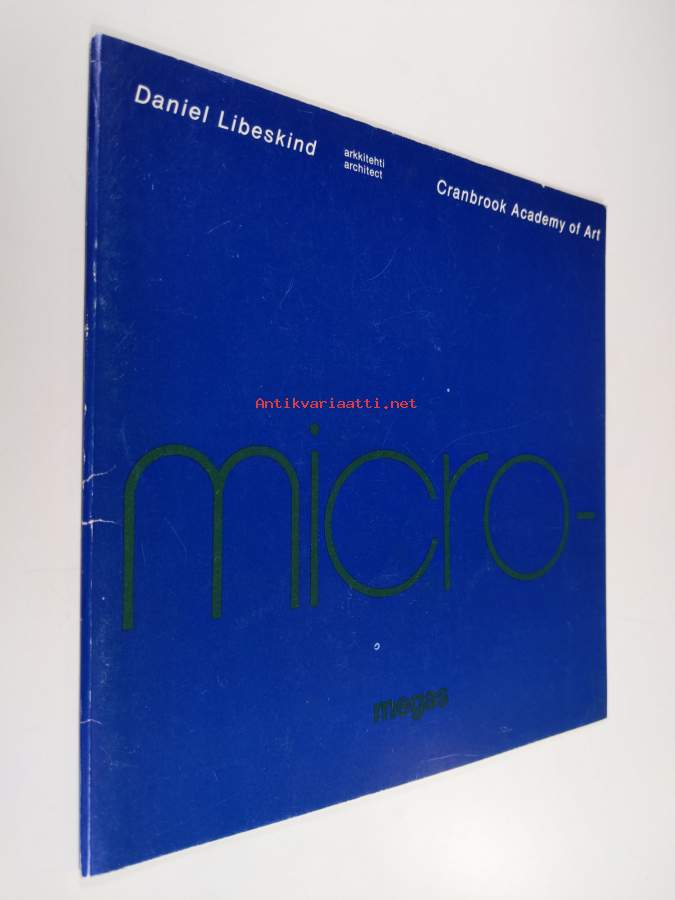 Daniel Libeskind
arkkitehti
architect
Cranbrook Academy of Art
Antikvariaatti.net
micro-
megas